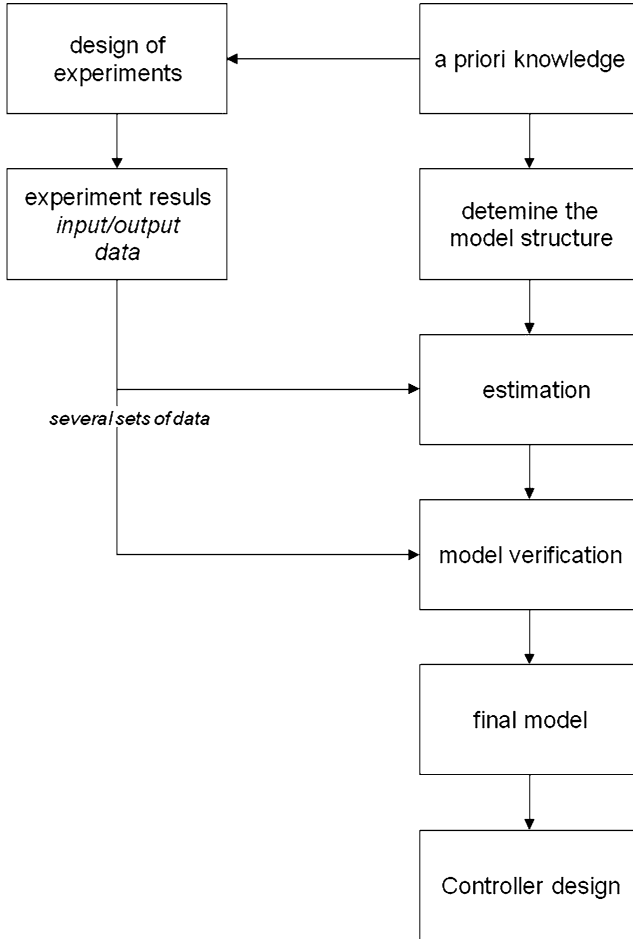 design of
experiments
a priori knowledge
experiment resuls
input/output
data
detemine the
model structure
estimation
several sets of data
model verification
final model
Controller design